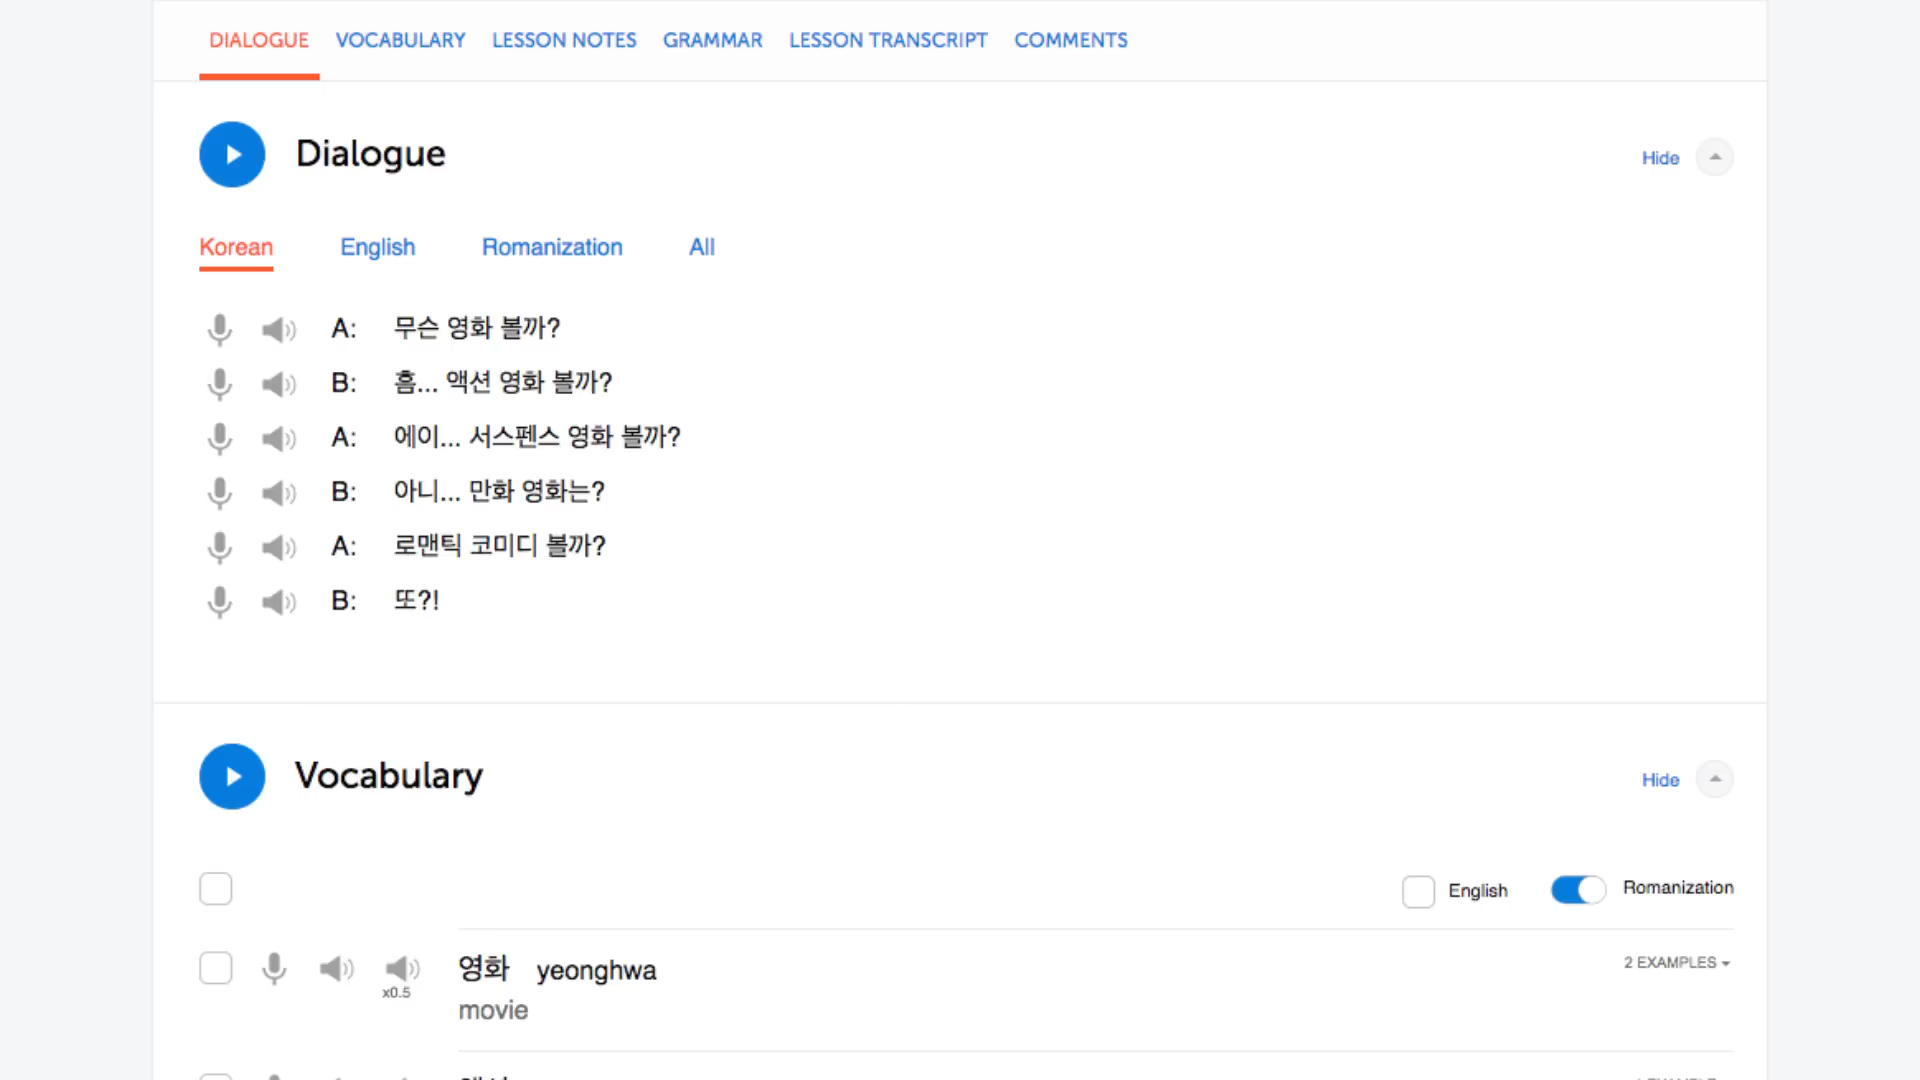 DIALOGUE VOCABULARY LESSON NOTES GRAMMAR LESSON TRANSCRIPT COMMENTS
Dialogue
Hide
Korean English Romanization All
A: 무슨 영화 볼까?
B: 흠... 액션 영화 볼까?
A: 에이... 서스펜스 영화 볼까?
B: 아니... 만화 영화는?
A: 로맨틱 코미디 볼까?
B: 또?!
Vocabulary
Hide
English Romanization
영화 yeonghwa
2 EXAMPLES
x0.5
movie